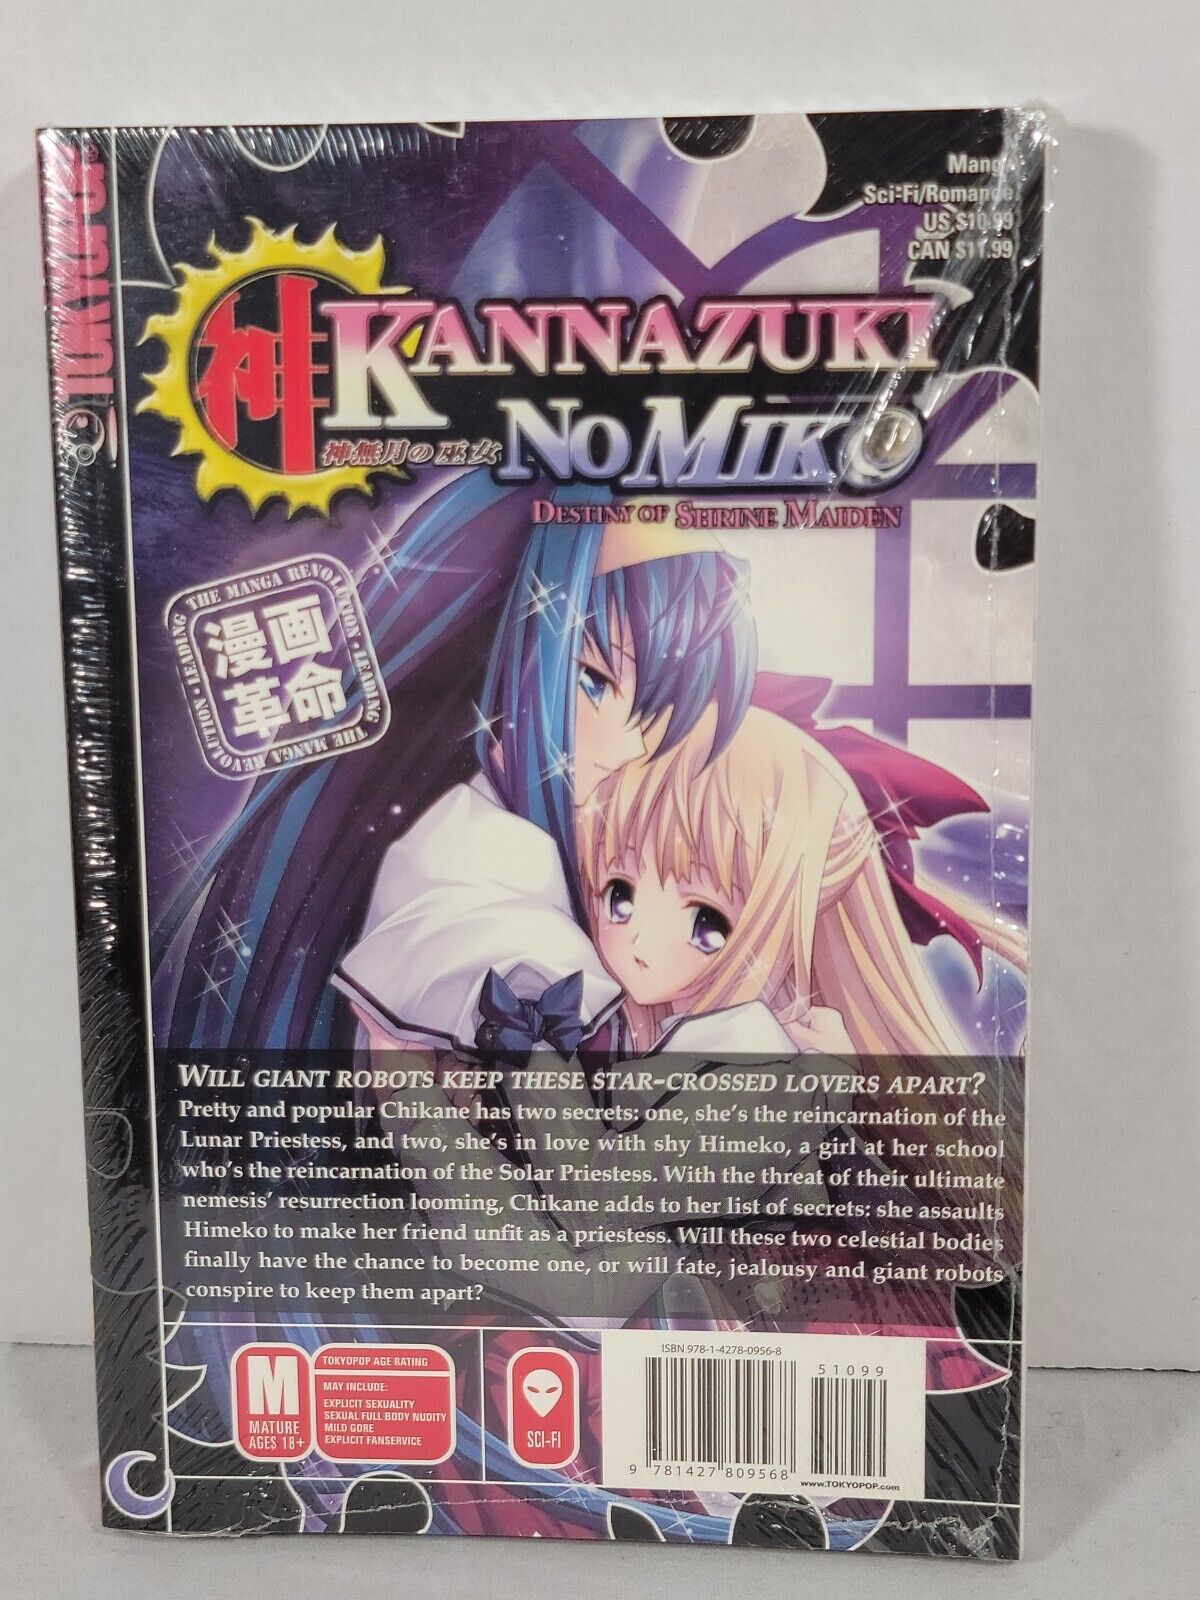 TOKYOPOP
Manga
Sci-Fi/Romance
US $10.99
CAN $11.99
神
KANNAZUKI
神無月の巫女
NO MIKO
DESTINY OF SHRINE MAIDEN
LEADING THE MANGA REVOLUTION • LEADING THE MANGA REVOLUTION •
漫画
革命
WILL GIANT ROBOTS KEEP THESE STAR-CROSSED LOVERS APART?
Pretty and popular Chikane has two secrets: one, she's the reincarnation of the
Lunar Priestess, and two, she's in love with shy Himeko, a girl at her school
who's the reincarnation of the Solar Priestess. With the threat of their ultimate
nemesis' resurrection looming, Chikane adds to her list of secrets: she assaults
Himeko to make her friend unfit as a priestess. Will these two celestial bodies
finally have the chance to become one, or will fate, jealousy and giant robots
conspire to keep them apart?
M
MATURE
AGES 18+
TOKYOPOP AGE RATING
MAY INCLUDE:
EXPLICIT SEXUALITY
SEXUAL FULL BODY NUDITY
MILD GORE
EXPLICIT FANSERVICE
SCI-FI
ISBN 978-1-4278-0956-8
51099
9 781427 809568
www.TOKYOPOP.com